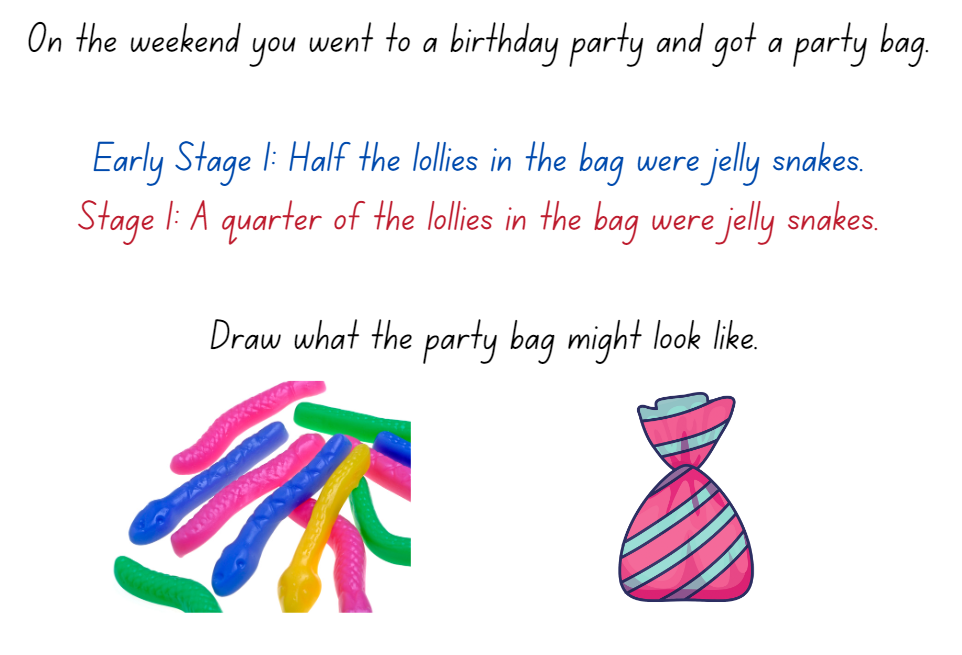 On the weekend you went to a birthday party and got a party bag.
Early Stage 1: Half the lollies in the bag were jelly snakes.
Stage 1: A quarter of the lollies in the bag were jelly snakes.
Draw what the party bag might look like.